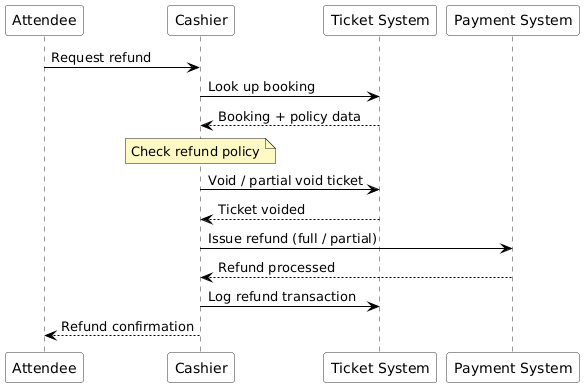 Attendee Cashier Ticket System Payment System
Request refund
Look up booking
Booking + policy data
Check refund policy
Void / partial void ticket
Ticket voided
Issue refund (full / partial)
Refund processed
Log refund transaction
Refund confirmation
Attendee Cashier Ticket System Payment System